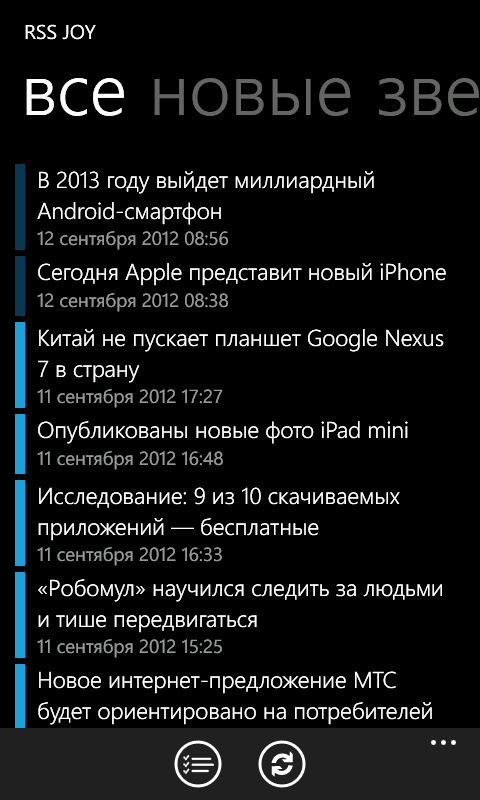 RSS JOY
все новые зве
В 2013 году выйдет миллиардный
Android-смартфон
12 сентября 2012 08:56
Сегодня Apple представит новый iPhone
12 сентября 2012 08:38
Китай не пускает планшет Google Nexus
7 в страну
11 сентября 2012 17:27
Опубликованы новые фото iPad mini
11 сентября 2012 16:48
Исследование: 9 из 10 скачиваемых
приложений — бесплатные
11 сентября 2012 16:33
«Робомул» научился следить за людьми
и тише передвигаться
11 сентября 2012 15:25
Новое интернет-предложение МТС
будет ориентировано на потребителей